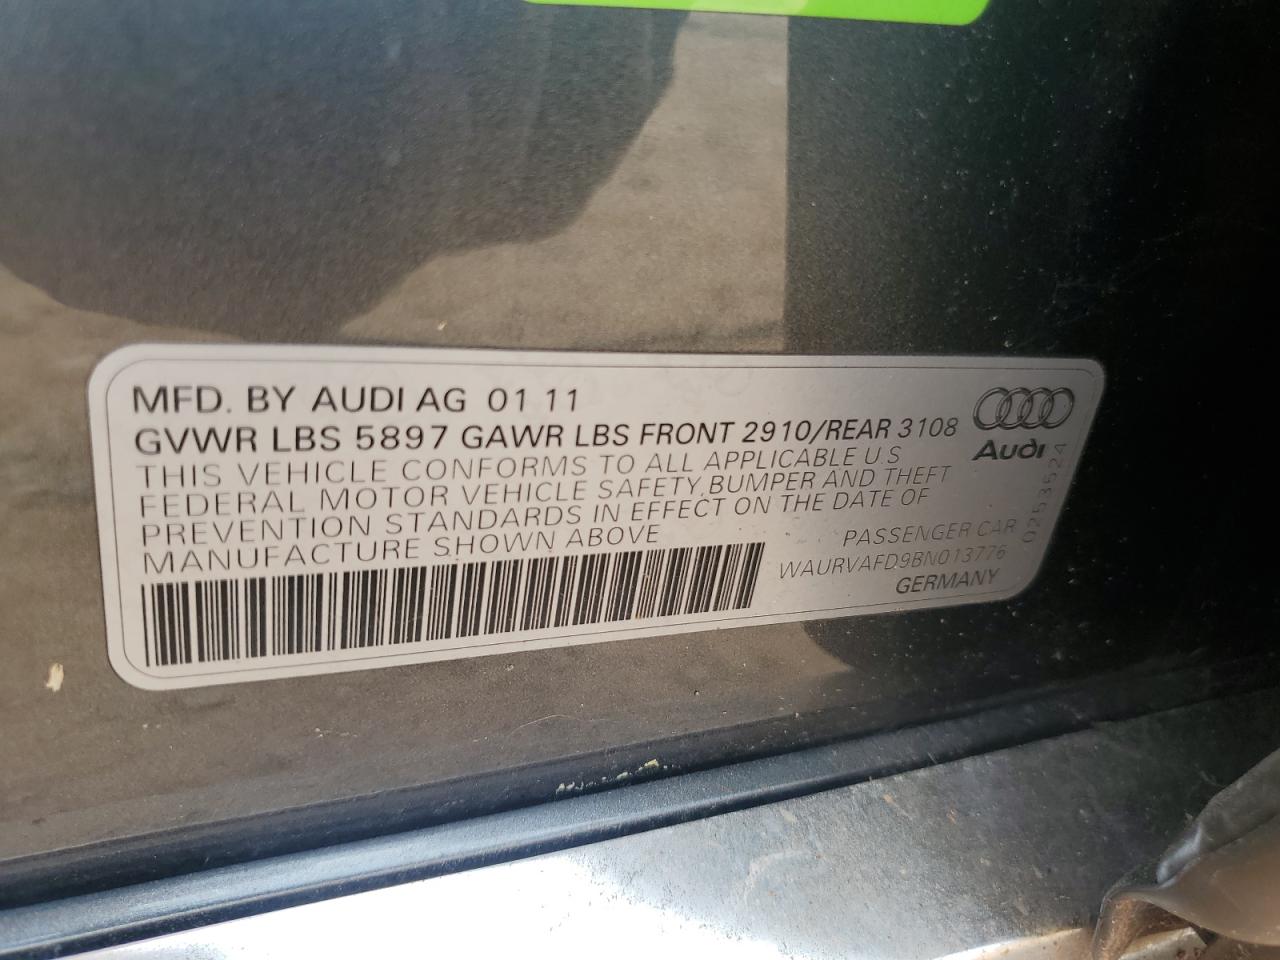 MFD. BY AUDI AG 01 11
GVWR LBS 5897 GAWR LBS FRONT 2910/REAR 3108
THIS VEHICLE CONFORMS TO ALL APPLICABLE U S
FEDERAL MOTOR VEHICLE SAFETY, BUMPER AND THEFT
PREVENTION STANDARDS IN EFFECT ON THE DATE OF
MANUFACTURE SHOWN ABOVE
PASSENGER CAR
WAURVAFD9BN013776
GERMANY
Audi
02533524